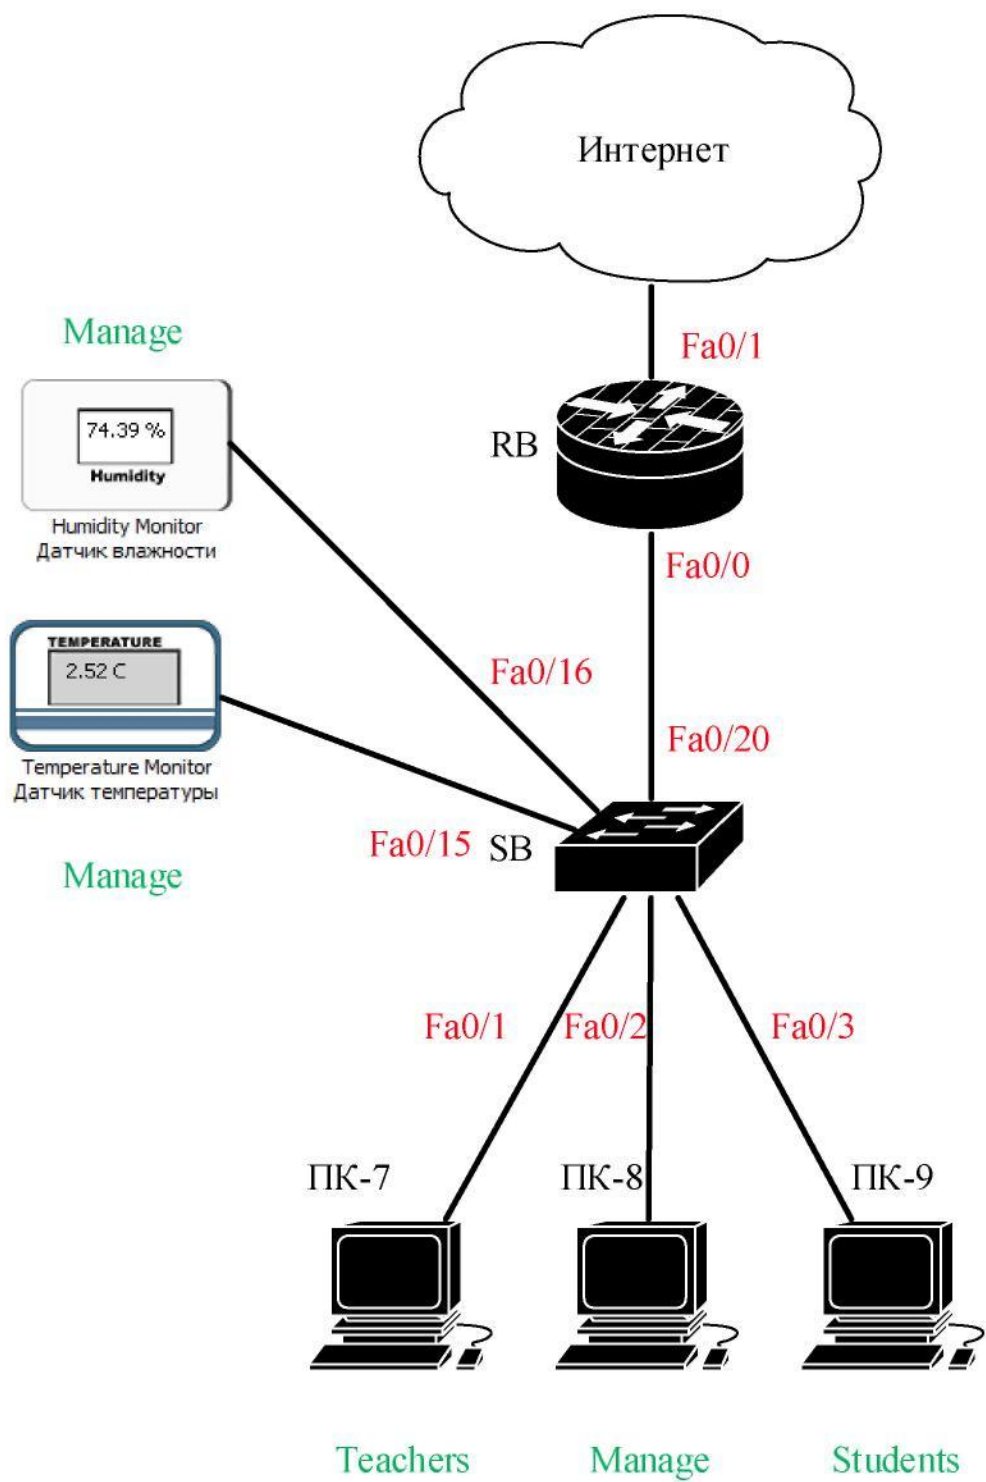 Интернет
Fa0/1
RB
Fa0/0
Manage
74.39 %
Humidity
Humidity Monitor
Датчик влажности
TEMPERATURE
2.52 C
Temperature Monitor
Датчик температуры
Manage
Fa0/16
Fa0/20
Fa0/15
SB
Fa0/1
Fa0/2
Fa0/3
ПК-7
ПК-8
ПК-9
Teachers
Manage
Students